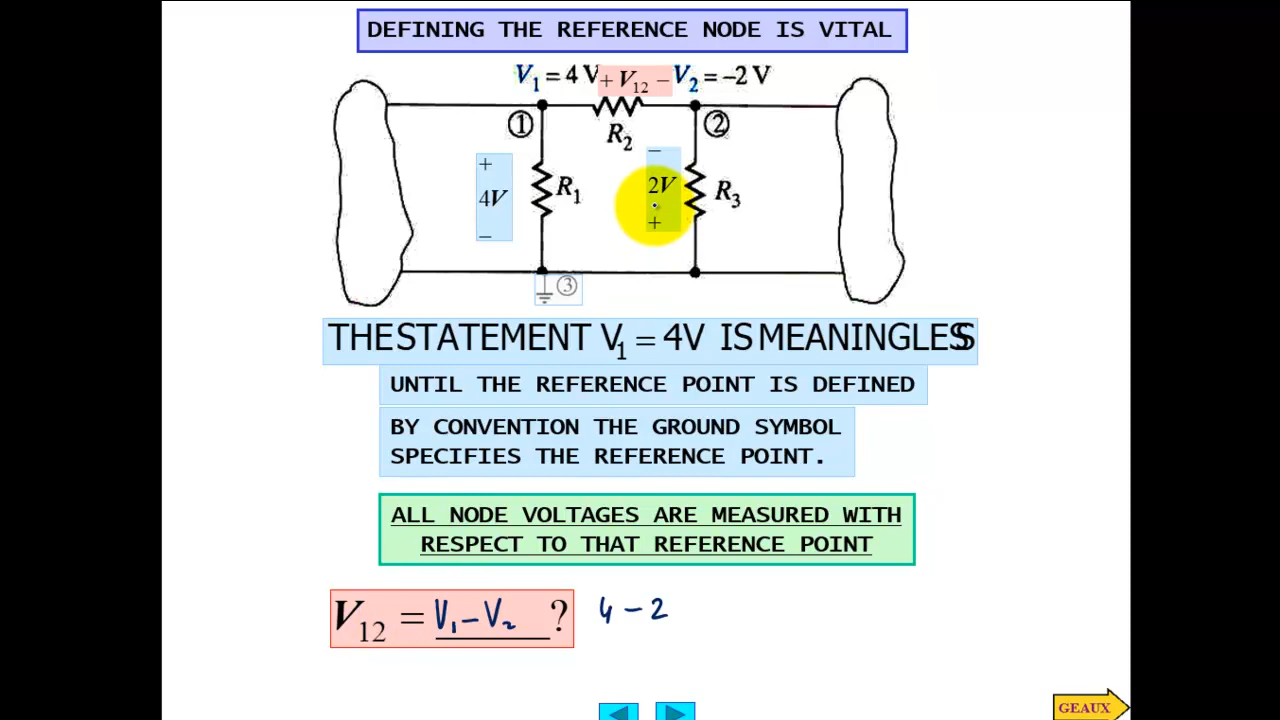 DEFINING THE REFERENCE NODE IS VITAL
V1 = 4 V + V12 − V2 = −2 V
① R2 ②
+ −
4V R1 2V R3
− +
③
THE STATEMENT V1 = 4V IS MEANINGLESS
UNTIL THE REFERENCE POINT IS DEFINED
BY CONVENTION THE GROUND SYMBOL
SPECIFIES THE REFERENCE POINT.
ALL NODE VOLTAGES ARE MEASURED WITH
RESPECT TO THAT REFERENCE POINT
V12 = V1 − V2 ? 4 − 2
GEAUX